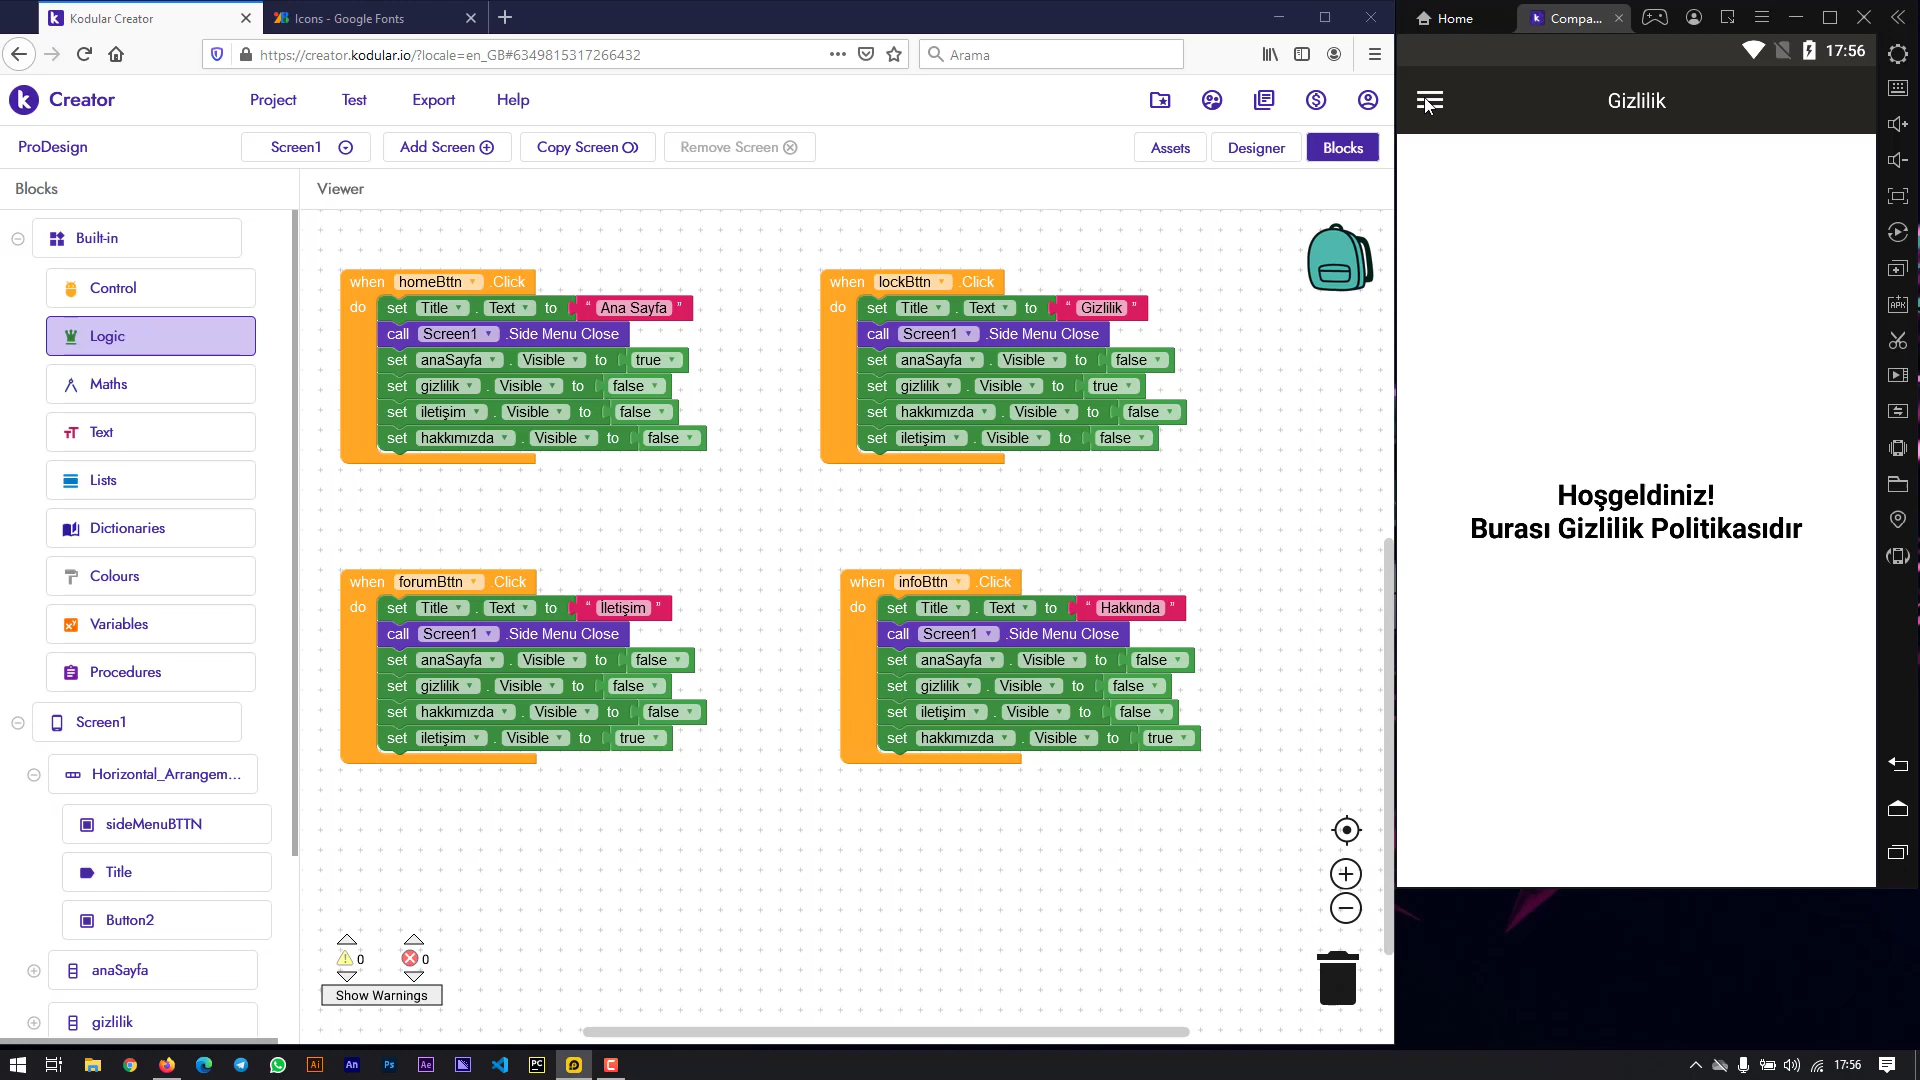 Kodular Creator
Icons - Google Fonts
Home
Compa...
https://creator.kodular.io/?locale=en_GB#6349815317266432
Arama
17:56
Creator
Project
Test
Export
Help
Gizlilik
ProDesign
Screen1
Add Screen
Copy Screen
Remove Screen
Assets
Designer
Blocks
Blocks
Viewer
Built-in
Control
Logic
Maths
Text
Lists
Dictionaries
Colours
Variables
Procedures
Screen1
Horizontal_Arrangem...
sideMenuBTTN
Title
Button2
anaSayfa
gizlilik
when homeBttn .Click
do set Title . Text to " Ana Sayfa "
call Screen1 .Side Menu Close
set anaSayfa . Visible to true
set gizlilik . Visible to false
set iletişim . Visible to false
set hakkımızda . Visible to false
when lockBttn .Click
do set Title . Text to " Gizlilik "
call Screen1 .Side Menu Close
set anaSayfa . Visible to false
set gizlilik . Visible to true
set hakkımızda . Visible to false
set iletişim . Visible to false
when forumBttn .Click
do set Title . Text to " İletişim "
call Screen1 .Side Menu Close
set anaSayfa . Visible to false
set gizlilik . Visible to false
set hakkımızda . Visible to false
set iletişim . Visible to true
when infoBttn .Click
do set Title . Text to " Hakkında "
call Screen1 .Side Menu Close
set anaSayfa . Visible to false
set gizlilik . Visible to false
set iletişim . Visible to false
set hakkımızda . Visible to true
0
0
Show Warnings
Hoşgeldiniz!
Burası Gizlilik Politikasıdır
APK
Ai
An
Ps
Ae
PC
17:56